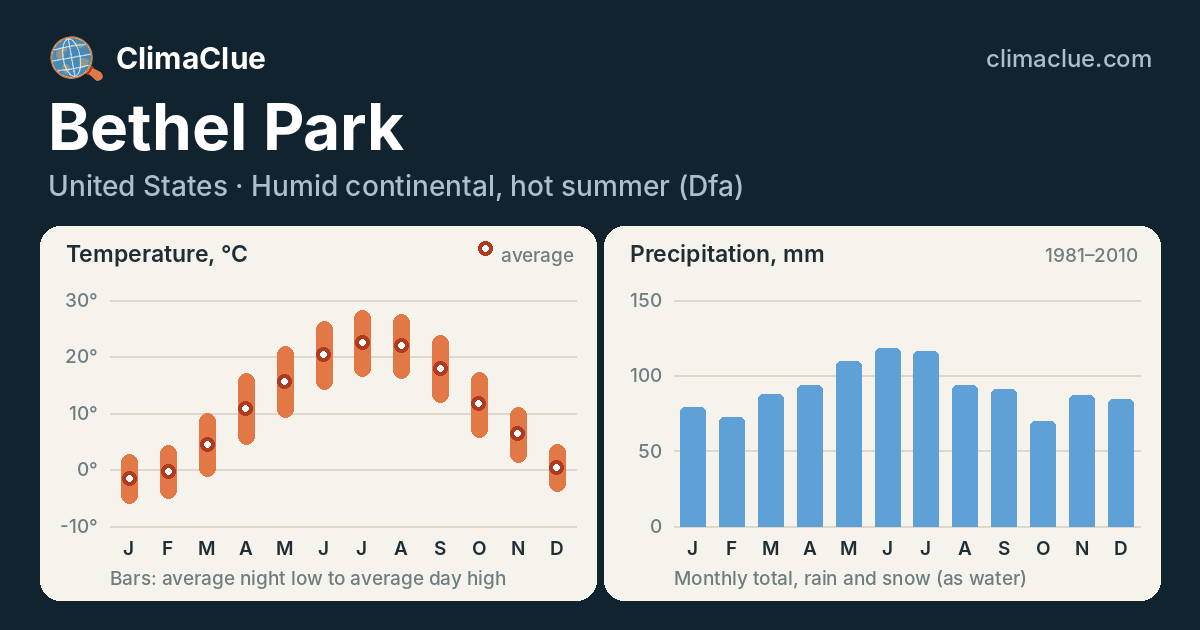 ClimaClue
climaclue.com
Bethel Park
United States · Humid continental, hot summer (Dfa)
Temperature, °C
average
30°
20°
10°
0°
-10°
J F M A M J J A S O N D
Bars: average night low to average day high
Precipitation, mm
1981–2010
150
100
50
0
J F M A M J J A S O N D
Monthly total, rain and snow (as water)